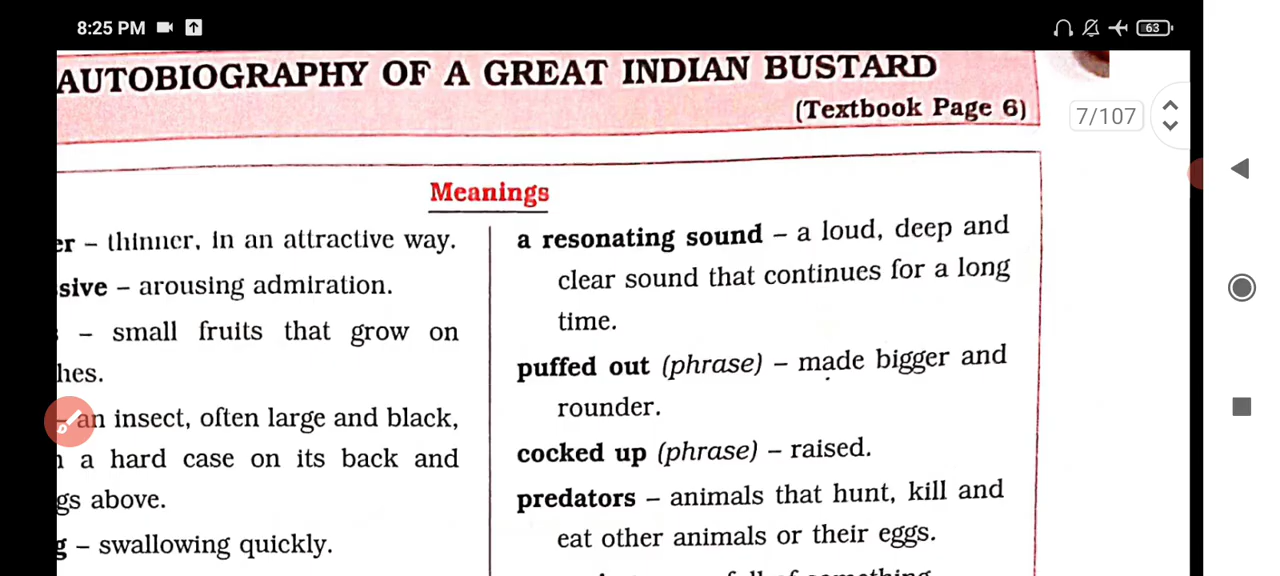 8:25 PM
63
AUTOBIOGRAPHY OF A GREAT INDIAN BUSTARD
(Textbook Page 6)
7/107
Meanings
er – thinner, in an attractive way.
sive – arousing admiration.
– small fruits that grow on
hes.
– an insect, often large and black,
a hard case on its back and
gs above.
g – swallowing quickly.
a resonating sound – a loud, deep and
clear sound that continues for a long
time.
puffed out (phrase) – made bigger and
rounder.
cocked up (phrase) – raised.
predators – animals that hunt, kill and
eat other animals or their eggs.